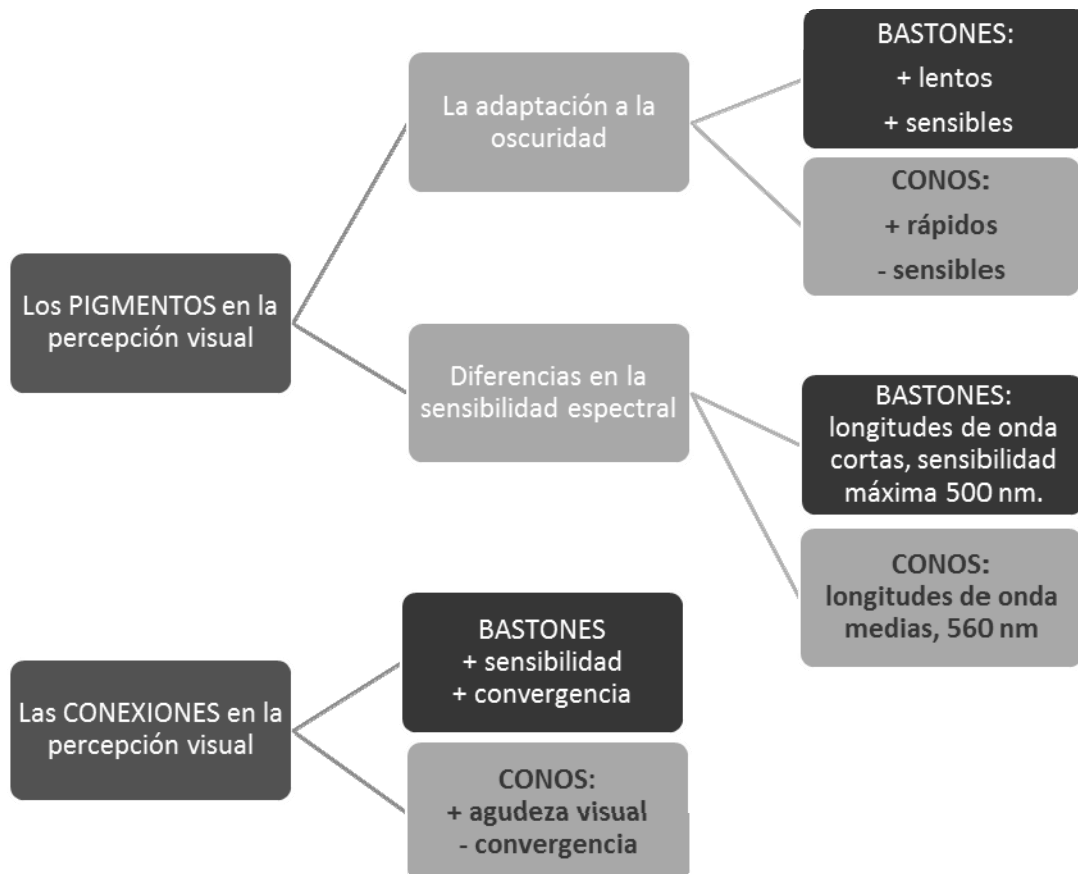 Los PIGMENTOS en la
percepción visual
La adaptación a la
oscuridad
BASTONES:
+ lentos
+ sensibles
CONOS:
+ rápidos
- sensibles
Diferencias en la
sensibilidad espectral
BASTONES:
longitudes de onda
cortas, sensibilidad
máxima 500 nm.
CONOS:
longitudes de onda
medias, 560 nm
Las CONEXIONES en la
percepción visual
BASTONES
+ sensibilidad
+ convergencia
CONOS:
+ agudeza visual
- convergencia